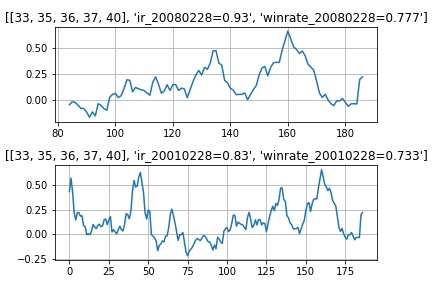 [[33, 35, 36, 37, 40], 'ir_20080228=0.93', 'winrate_20080228=0.777']
0.50
0.25
0.00
80 100 120 140 160 180
[[33, 35, 36, 37, 40], 'ir_20010228=0.83', 'winrate_20010228=0.733']
0.50
0.25
0.00
−0.25
0 25 50 75 100 125 150 175